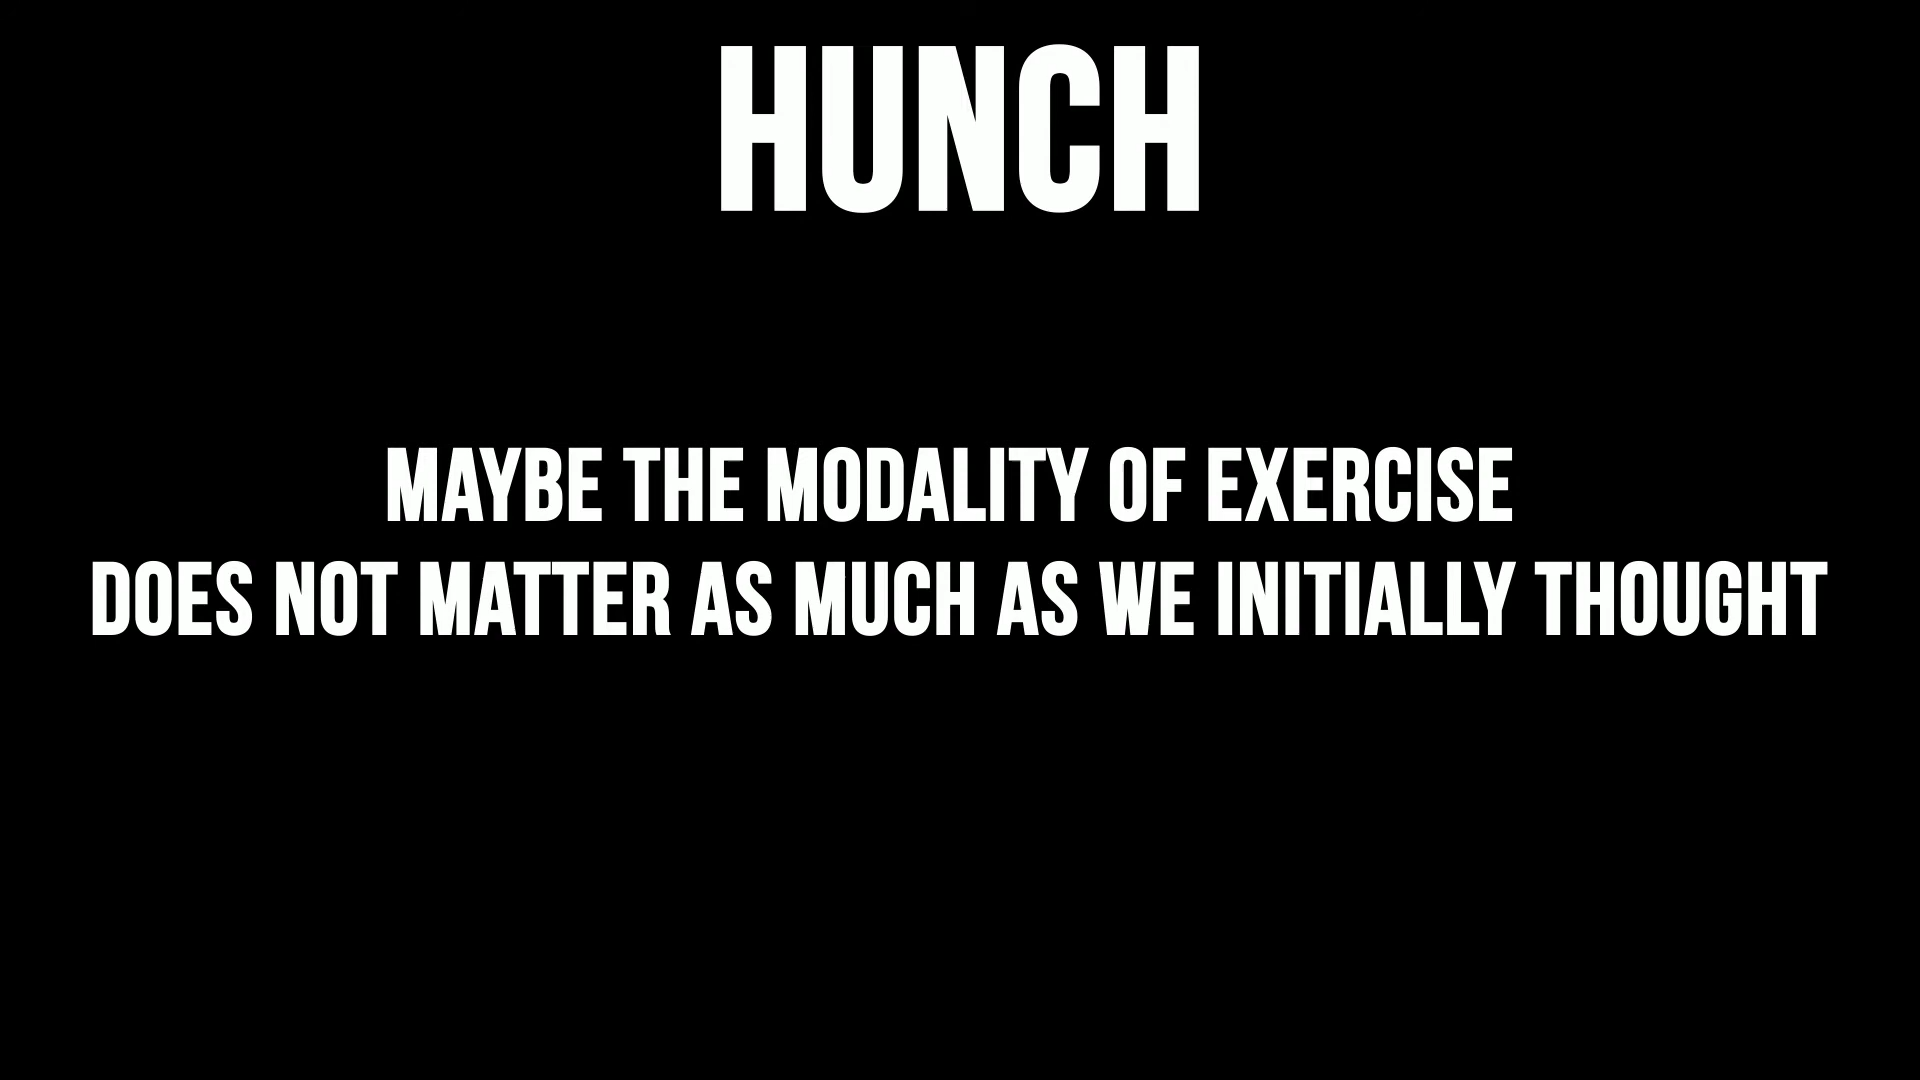 HUNCH
MAYBE THE MODALITY OF EXERCISE
DOES NOT MATTER AS MUCH AS WE INITIALLY THOUGHT